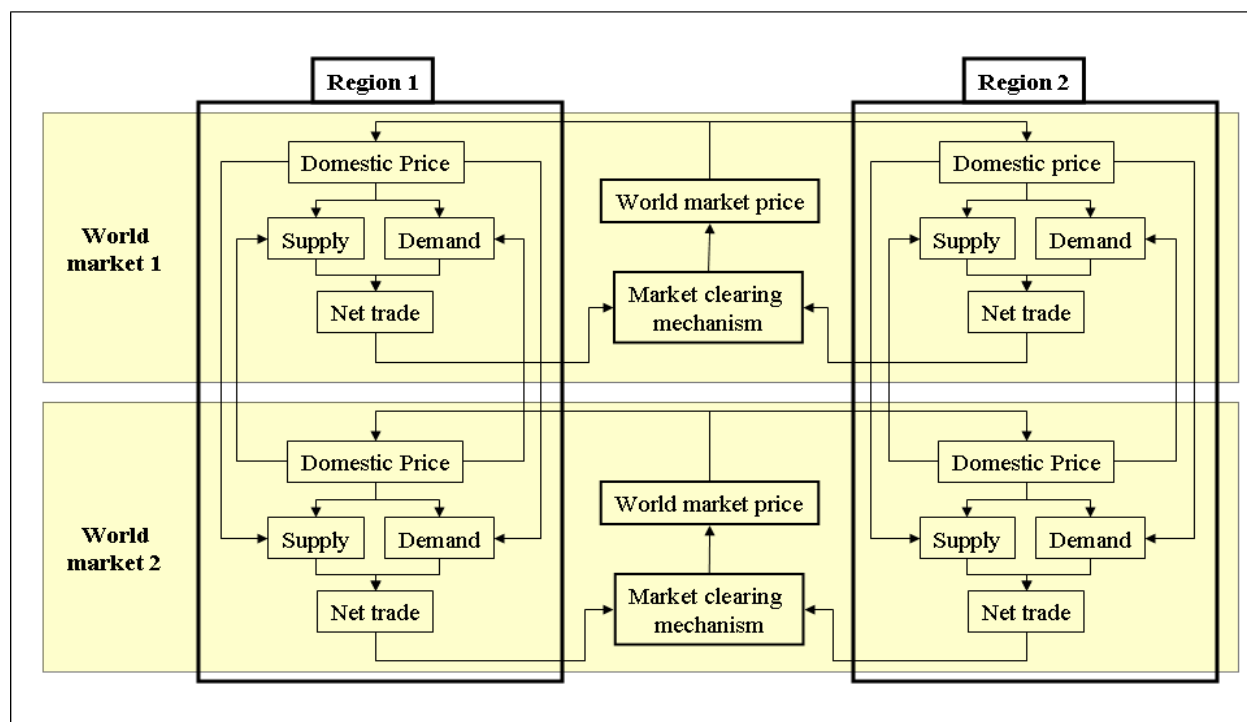 Region 1
Region 2
World
market 1
Domestic Price
Supply
Demand
Net trade
World market price
Market clearing
mechanism
Domestic price
Supply
Demand
Net trade
World
market 2
Domestic Price
Supply
Demand
Net trade
World market price
Market clearing
mechanism
Domestic Price
Supply
Demand
Net trade